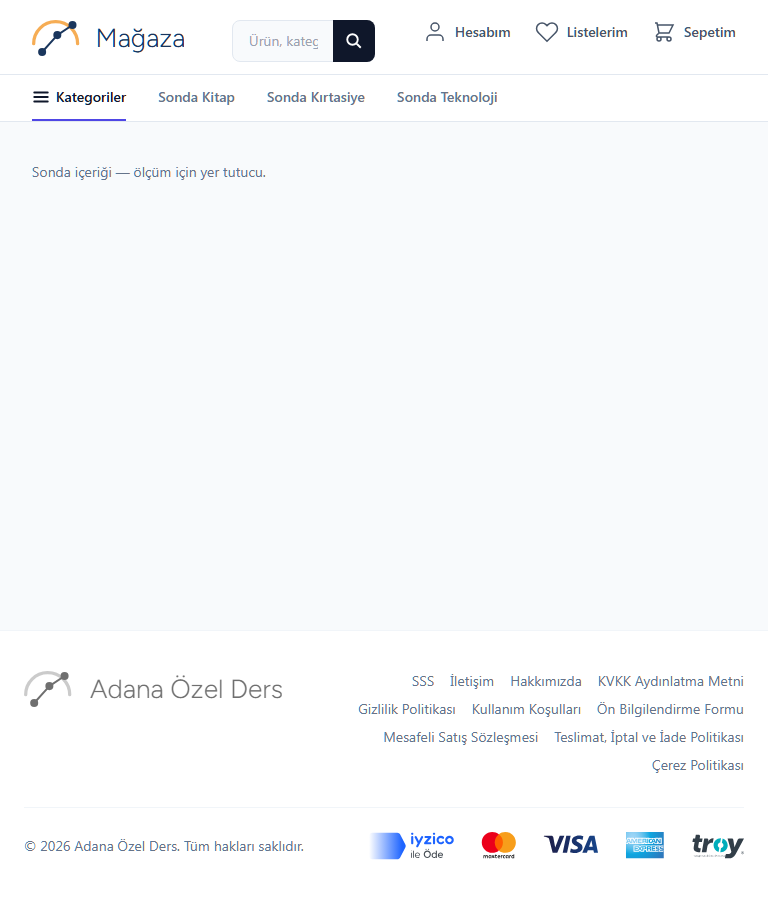 Mağaza
Ürün, kateg
Hesabım
Listelerim
Sepetim
Kategoriler
Sonda Kitap
Sonda Kırtasiye
Sonda Teknoloji
Sonda içeriği — ölçüm için yer tutucu.
Adana Özel Ders
SSS İletişim Hakkımızda KVKK Aydınlatma Metni
Gizlilik Politikası Kullanım Koşulları Ön Bilgilendirme Formu
Mesafeli Satış Sözleşmesi Teslimat, İptal ve İade Politikası
Çerez Politikası
© 2026 Adana Özel Ders. Tüm hakları saklıdır.
iyzico
ile Öde
mastercard
VISA
AMERICAN
EXPRESS
troy